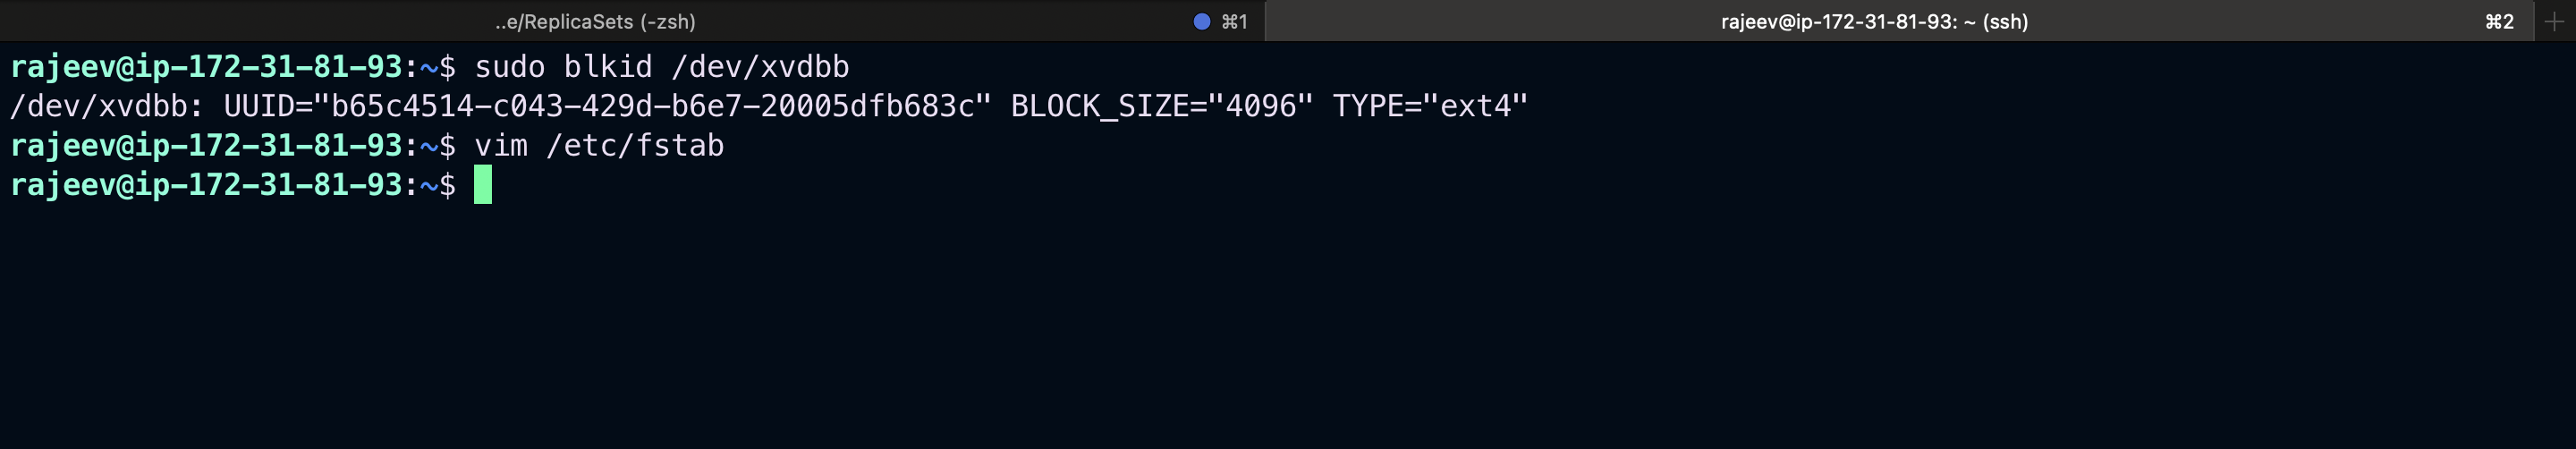 ..e/ReplicaSets (-zsh) ⌘1 rajeev@ip-172-31-81-93: ~ (ssh) ⌘2
rajeev@ip-172-31-81-93:~$ sudo blkid /dev/xvdbb
/dev/xvdbb: UUID="b65c4514-c043-429d-b6e7-20005dfb683c" BLOCK_SIZE="4096" TYPE="ext4"
rajeev@ip-172-31-81-93:~$ vim /etc/fstab
rajeev@ip-172-31-81-93:~$